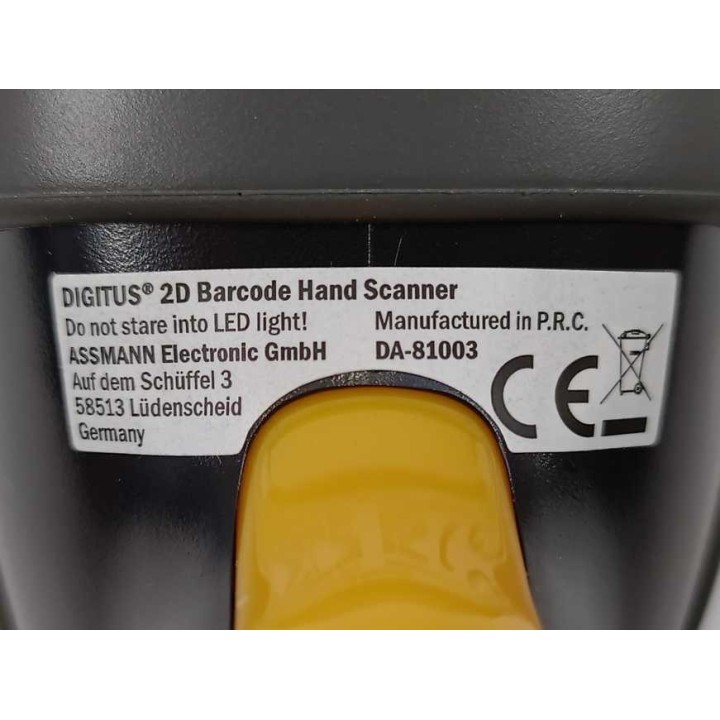 DIGITUS® 2D Barcode Hand Scanner
Do not stare into LED light!
Manufactured in P.R.C.
ASSMANN Electronic GmbH
DA-81003
Auf dem Schüffel 3
58513 Lüdenscheid
Germany
CE